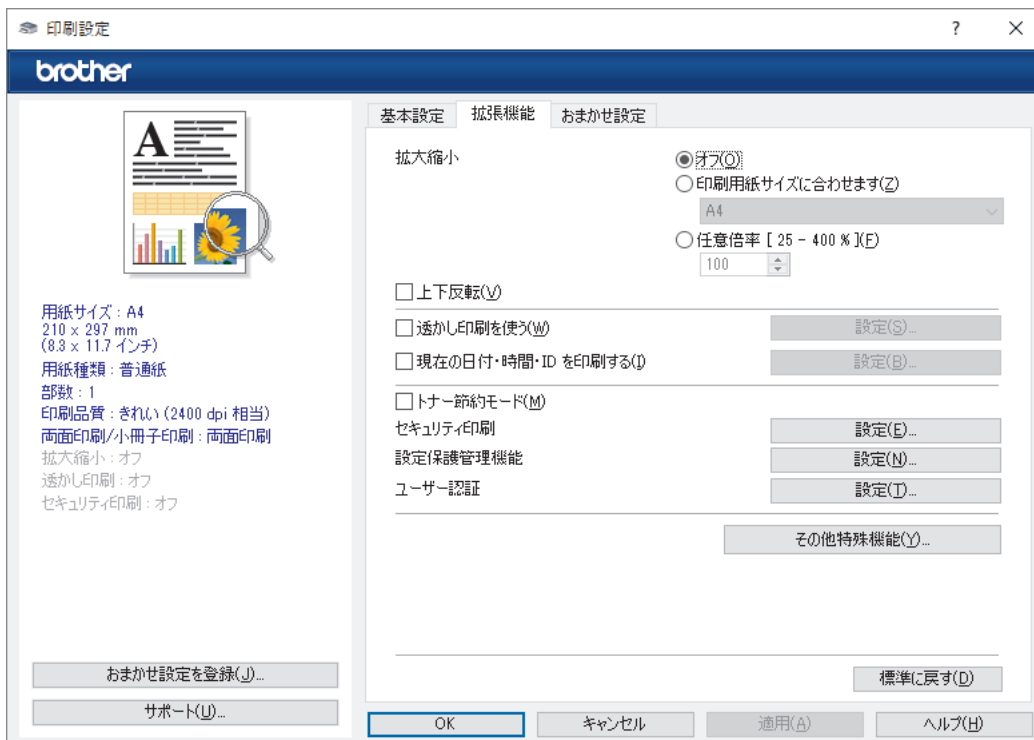 印刷設定
brother
A
用紙サイズ : A4
210 x 297 mm
(8.3 x 11.7 インチ)
用紙種類 : 普通紙
部数 : 1
印刷品質 : きれい (2400 dpi 相当)
両面印刷/小冊子印刷 : 両面印刷
拡大縮小 : オフ
透かし印刷 : オフ
セキュリティ印刷 : オフ
おまかせ設定を登録(J)...
サポート(U)...
基本設定 拡張機能 おまかせ設定
拡大縮小 オフ(O)
印刷用紙サイズに合わせます(Z)
A4
任意倍率 [ 25 - 400 % ](F)
100
上下反転(V)
透かし印刷を使う(W) 設定(S)...
現在の日付・時間・ID を印刷する(I) 設定(B)...
トナー節約モード(M)
セキュリティ印刷 設定(E)...
設定保護管理機能 設定(N)...
ユーザー認証 設定(T)...
その他特殊機能(Y)...
標準に戻す(D)
OK キャンセル 適用(A) ヘルプ(H)